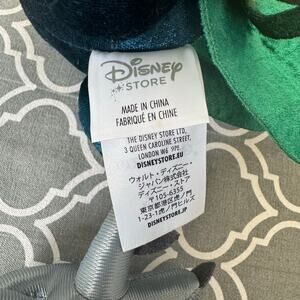 Disney
STORE
MADE IN CHINA
FABRIQUÉ EN CHINE
THE DISNEY STORE LTD,
3 QUEEN CAROLINE STREET,
LONDON W6 9PE.
DISNEYSTORE.EU
ウォルト・ディズニー・
ジャパン株式会社
ディズニーストア
〒105-6355
東京都港区虎ノ門
1-23-1虎ノ門ヒルズ
DISNEYSTORE.JP